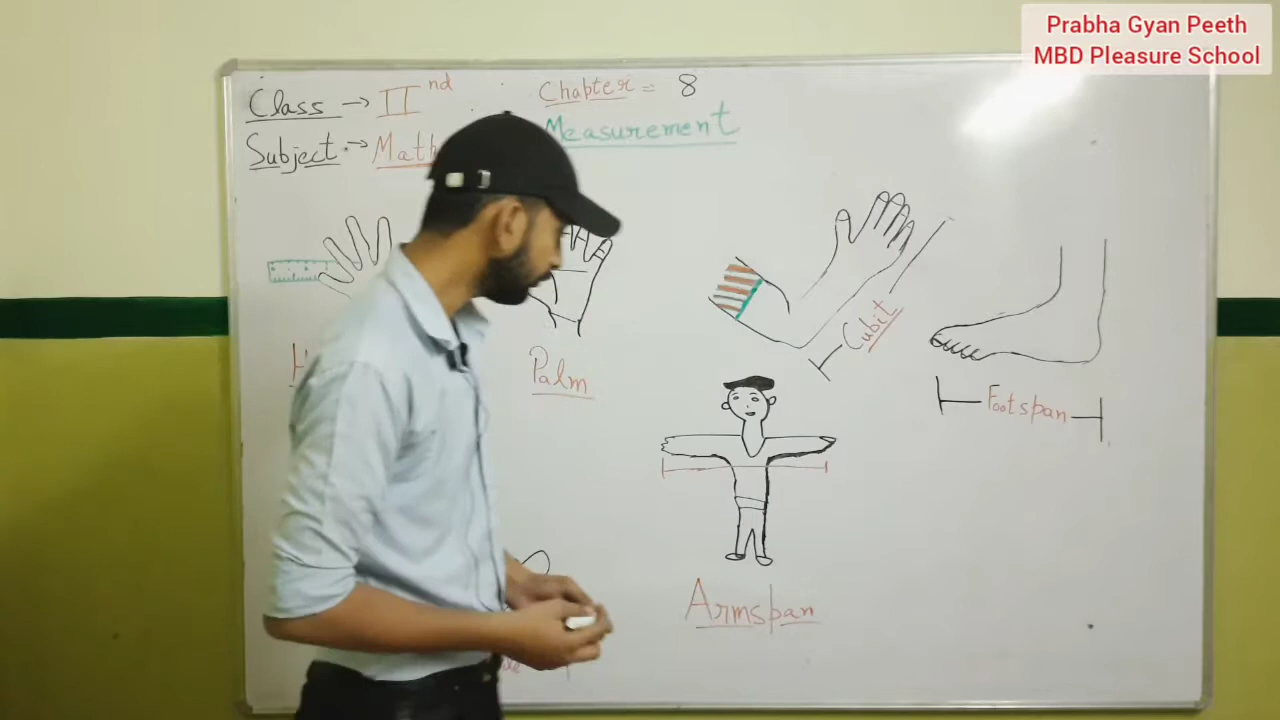 Prabha Gyan Peeth
MBD Pleasure School
Class → II nd
Chapter = 8
Subject → Math
Measurement
Palm
Cubit
Footspan
Armspan